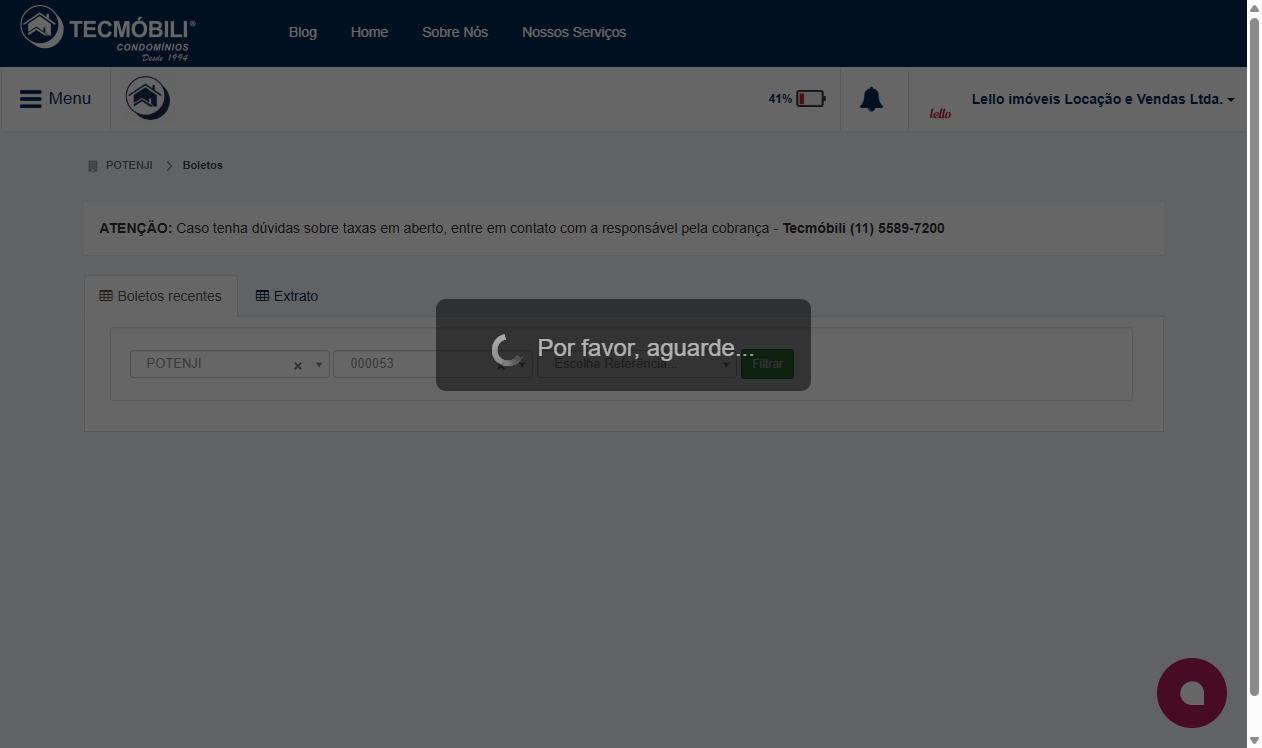 TECMÓBILI®
CONDOMÍNIOS
Desde 1994
Blog Home Sobre Nós Nossos Serviços
Menu
41%
lello
Lello imóveis Locação e Vendas Ltda.
POTENJI Boletos
ATENÇÃO: Caso tenha dúvidas sobre taxas em aberto, entre em contato com a responsável pela cobrança - Tecmóbili (11) 5589-7200
Boletos recentes Extrato
Por favor, aguarde...
POTENJI × 000053 × Escolha Referência... Filtrar